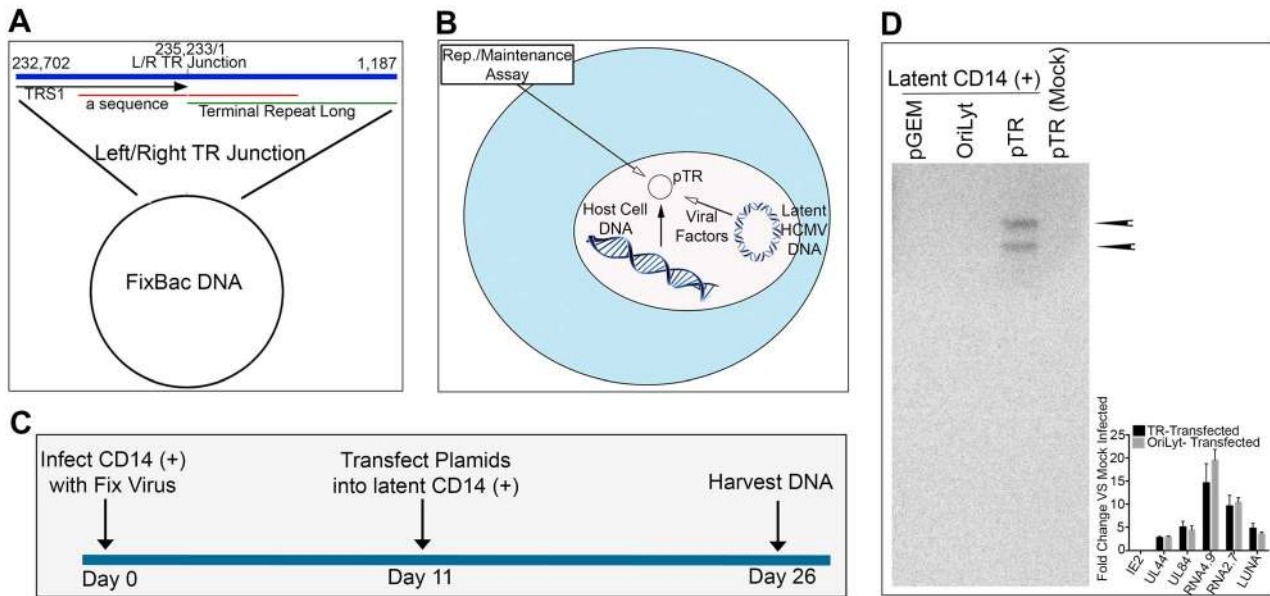 A
235,233/1
232,702
L/R TR Junction
1,187
TRS1
a sequence
Terminal Repeat Long
Left/Right TR Junction
FixBac DNA
B
Rep./Maintenance
Assay
pTR
Host Cell
DNA
Viral
Factors
Latent
HCMV
DNA
C
Infect CD14 (+)
with Fix Virus
Transfect Plamids
into latent CD14 (+)
Harvest DNA
Day 0
Day 11
Day 26
D
Latent CD14 (+)
pGEM
OriLyt
pTR
pTR (Mock)
Fold Change VS Mock Infected
25
20
15
10
5
0
TR-Transfected
OriLyt- Transfected
IE2
UL44
UL84
RNA4.9
RNA2.7
LUNA